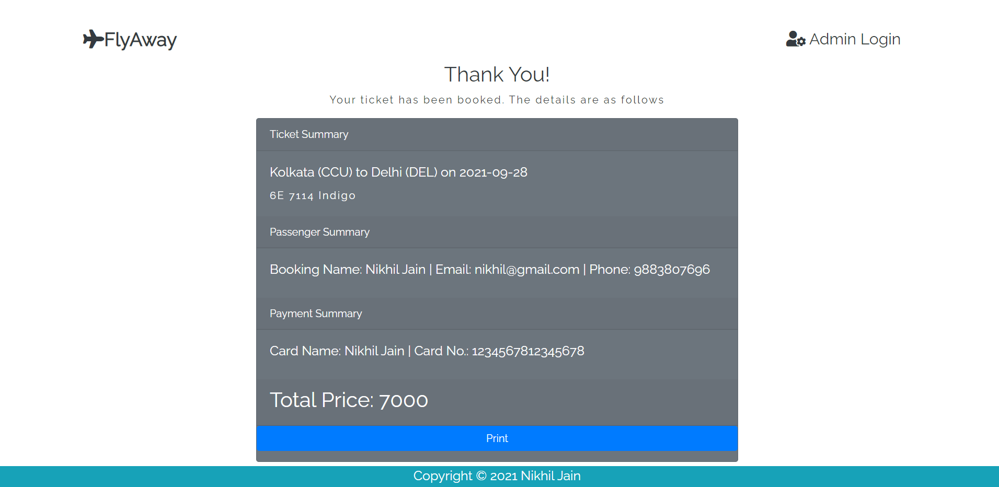 FlyAway
Admin Login
Thank You!
Your ticket has been booked. The details are as follows
Ticket Summary
Kolkata (CCU) to Delhi (DEL) on 2021-09-28
6E 7114 Indigo
Passenger Summary
Booking Name: Nikhil Jain | Email: nikhil@gmail.com | Phone: 9883807696
Payment Summary
Card Name: Nikhil Jain | Card No.: 1234567812345678
Total Price: 7000
Print
Copyright © 2021 Nikhil Jain